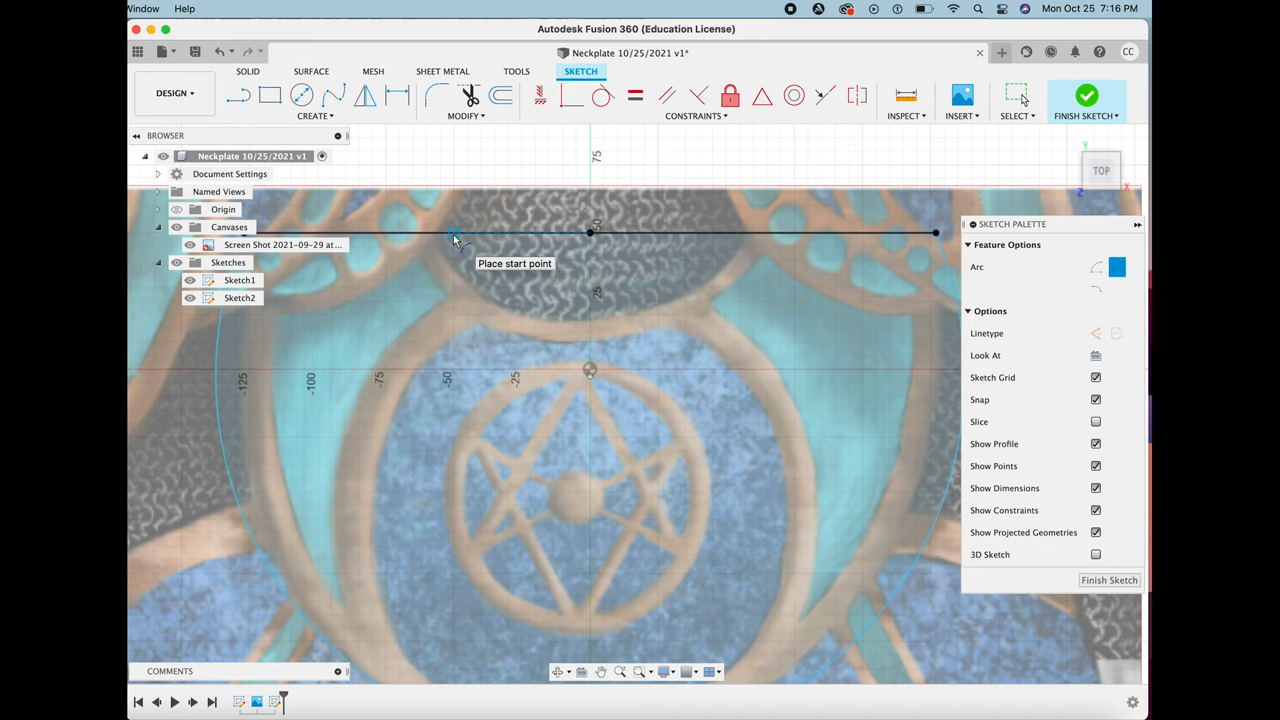 Window Help
Mon Oct 25 7:16 PM
Autodesk Fusion 360 (Education License)
Neckplate 10/25/2021 v1*
CC
SOLID SURFACE MESH SHEET METAL TOOLS SKETCH
DESIGN
CREATE MODIFY CONSTRAINTS INSPECT INSERT SELECT FINISH SKETCH
BROWSER
Neckplate 10/25/2021 v1
Document Settings
Named Views
Origin
Canvases
Screen Shot 2021-09-29 at...
Sketches
Sketch1
Sketch2
75
50
25
-125
-100
-75
-50
-25
Place start point
TOP
Y
X
Z
SKETCH PALETTE
Feature Options
Arc
Options
Linetype
Look At
Sketch Grid
Snap
Slice
Show Profile
Show Points
Show Dimensions
Show Constraints
Show Projected Geometries
3D Sketch
Finish Sketch
COMMENTS